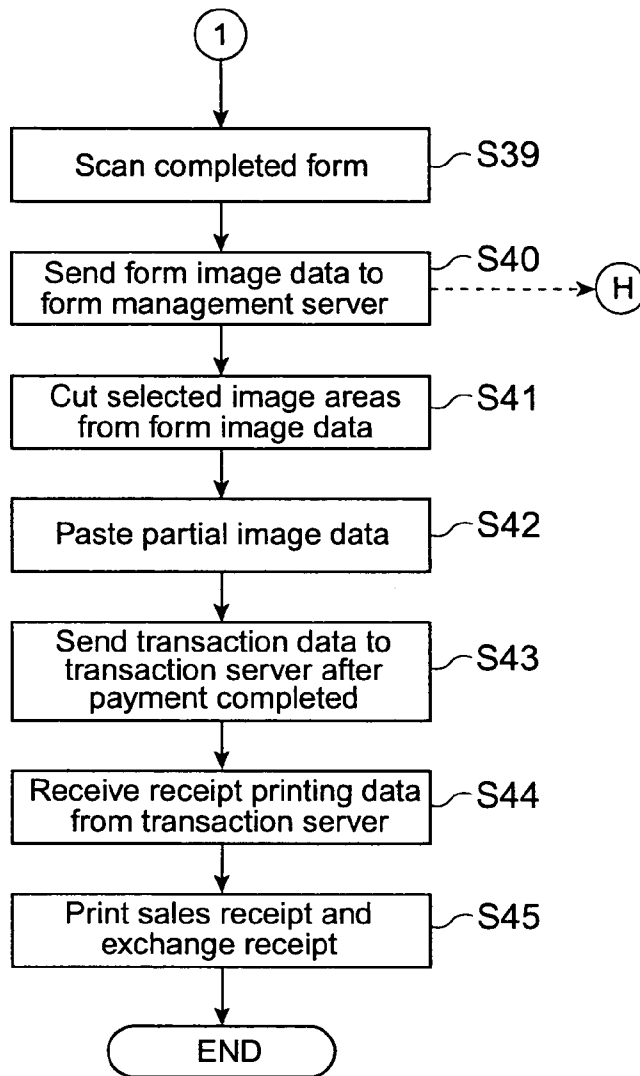 1
Scan completed form
S39
Send form image data to
form management server
S40
H
Cut selected image areas
from form image data
S41
Paste partial image data
S42
Send transaction data to
transaction server after
payment completed
S43
Receive receipt printing data
from transaction server
S44
Print sales receipt and
exchange receipt
S45
END